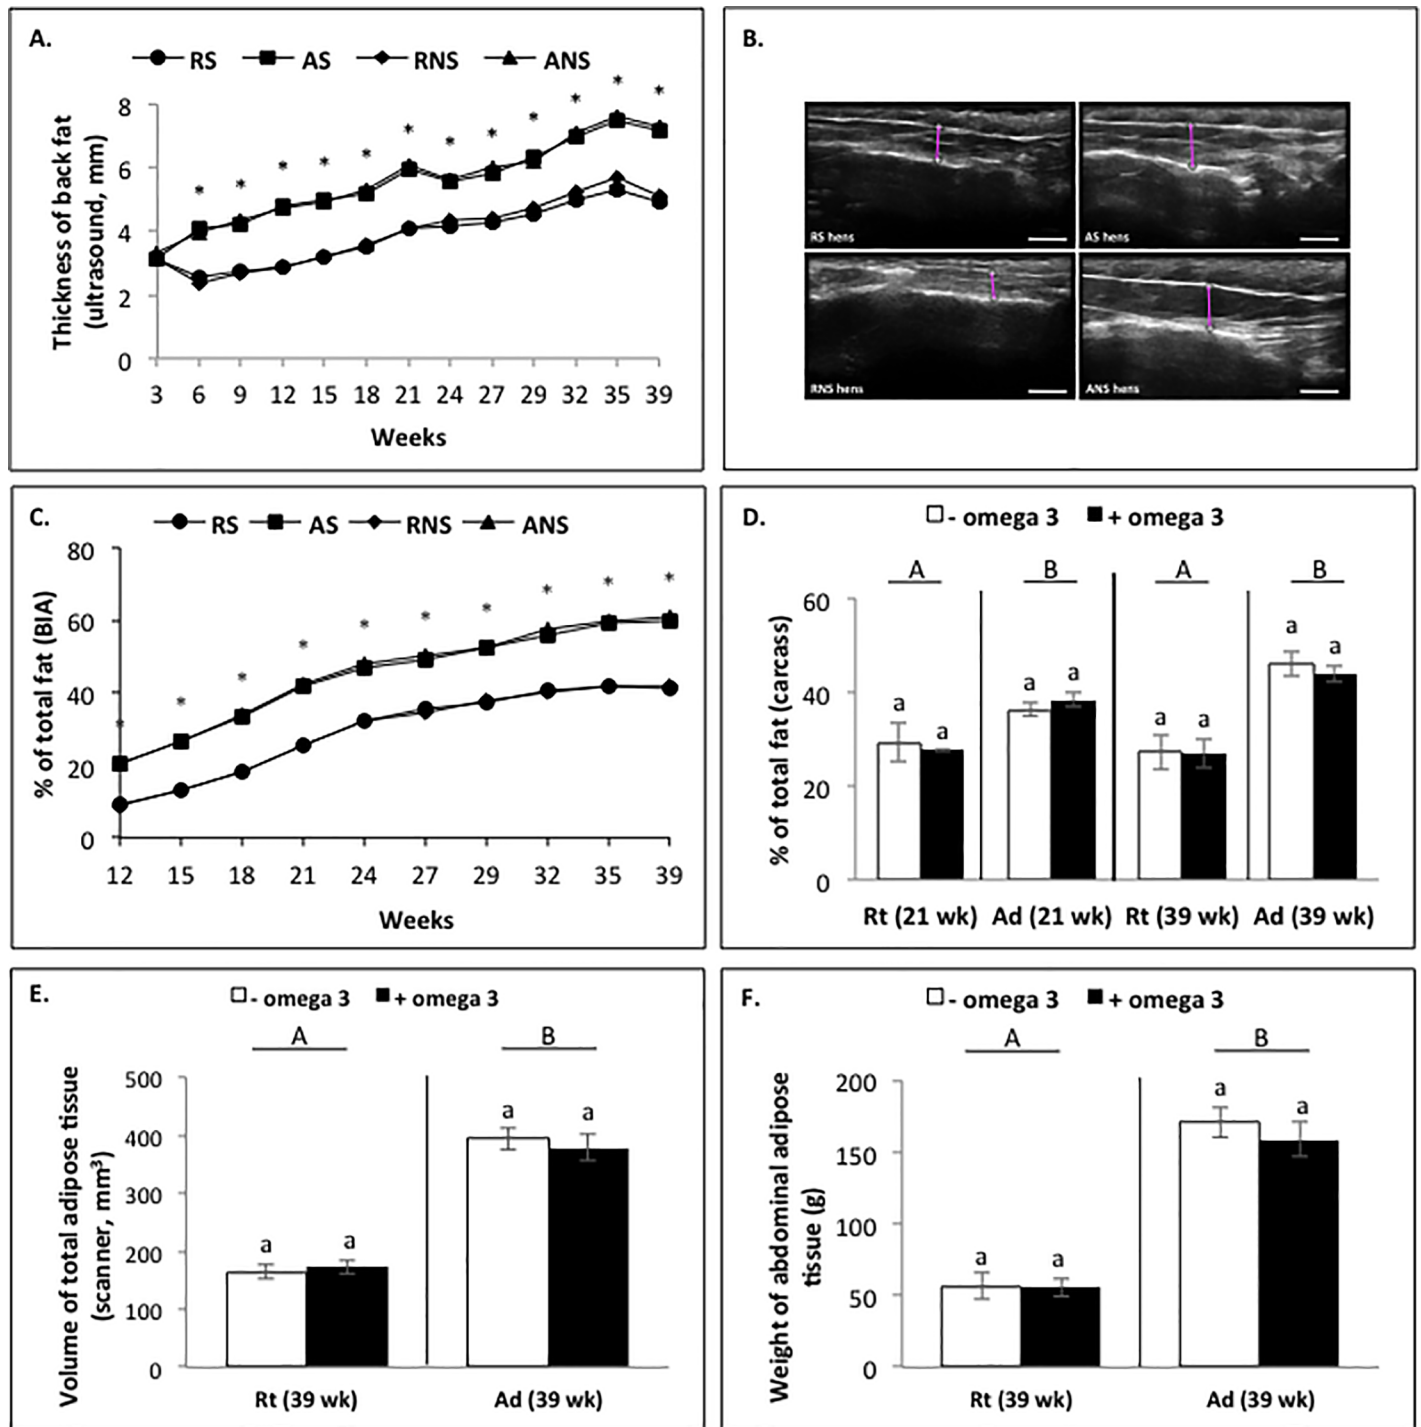 A.
RS AS RNS ANS
Thickness of back fat
(ultrasound, mm)
8
6
4
2
0
* * * * * * * * * * * *
3 6 9 12 15 18 21 24 27 29 32 35 39
Weeks
B.
RS hens
AS hens
RNS hens
ANS hens
C.
RS AS RNS ANS
% of total fat (BIA)
80
60
40
20
0
* * * * * * * * * *
12 15 18 21 24 27 29 32 35 39
Weeks
D.
- omega 3 + omega 3
A B A B
% of total fat (carcass)
60
40
20
0
a a a a a a a a
Rt (21 wk) Ad (21 wk) Rt (39 wk) Ad (39 wk)
E.
- omega 3 + omega 3
A B
Volume of total adipose tissue
(scanner, mm³)
500
400
300
200
100
0
a a a a
Rt (39 wk) Ad (39 wk)
F.
- omega 3 + omega 3
A B
Weight of abdominal adipose
tissue (g)
200
150
100
50
0
a a a a
Rt (39 wk) Ad (39 wk)